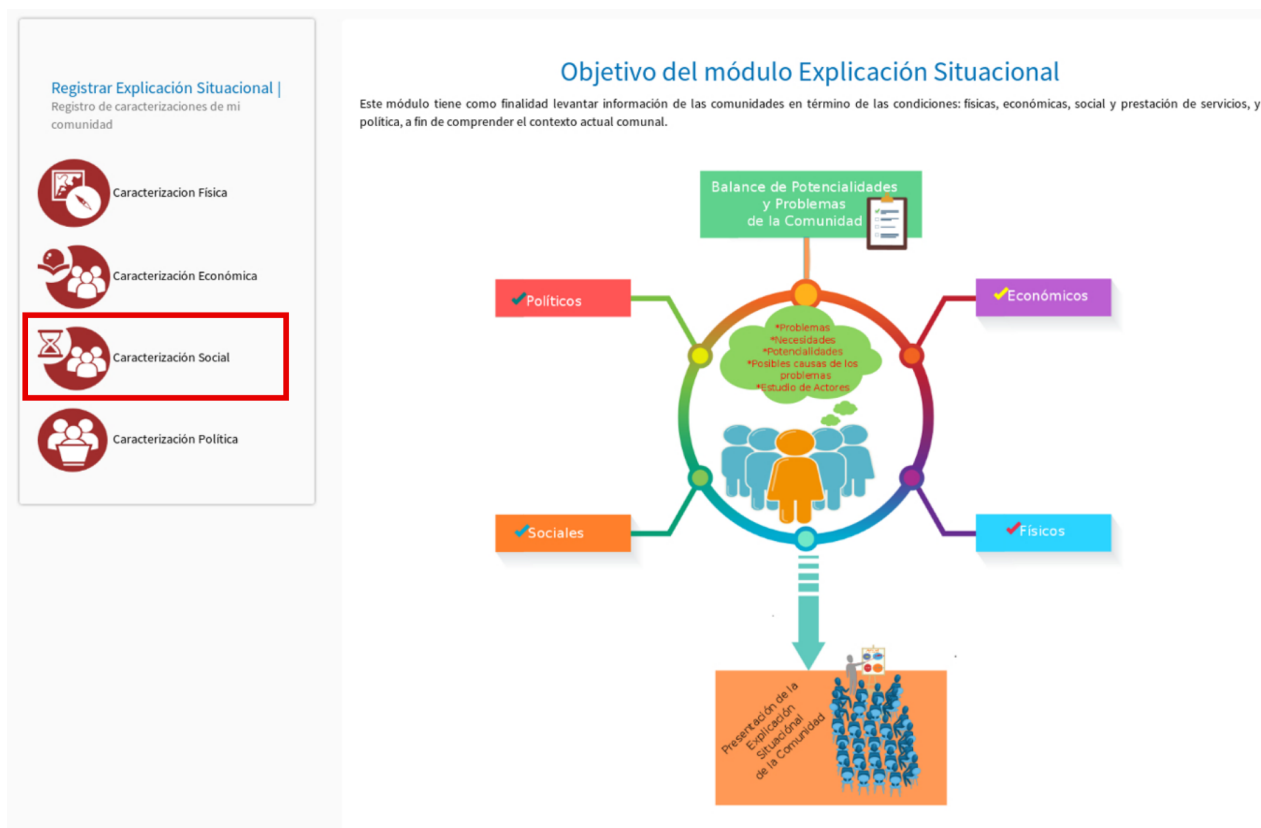 Registrar Explicación Situacional |
Registro de caracterizaciones de mi
comunidad
Caracterizacion Física
Caracterización Económica
Caracterización Social
Caracterización Política
Objetivo del módulo Explicación Situacional
Este módulo tiene como finalidad levantar información de las comunidades en término de las condiciones: físicas, económicas, social y prestación de servicios, y
política, a fin de comprender el contexto actual comunal.
Balance de Potencialidades
y Problemas
de la Comunidad
Políticos
Económicos
*Problemas
*Necesidades
*Potencialidades
*Posibles causas de los
problemas
*Estudio de Actores
Sociales
Físicos
Presentación de la
Explicación
Situaciónal
de la Comunidad